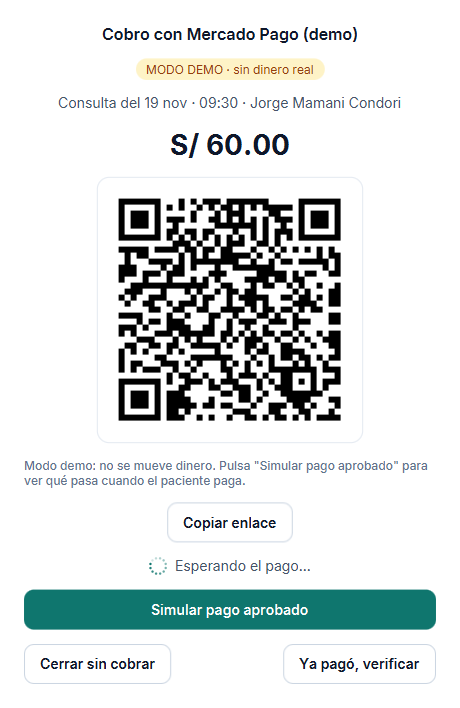 Cobro con Mercado Pago (demo)
MODO DEMO · sin dinero real
Consulta del 19 nov · 09:30 · Jorge Mamani Condori
S/ 60.00
Modo demo: no se mueve dinero. Pulsa "Simular pago aprobado" para
ver qué pasa cuando el paciente paga.
Copiar enlace
Esperando el pago...
Simular pago aprobado
Cerrar sin cobrar
Ya pagó, verificar